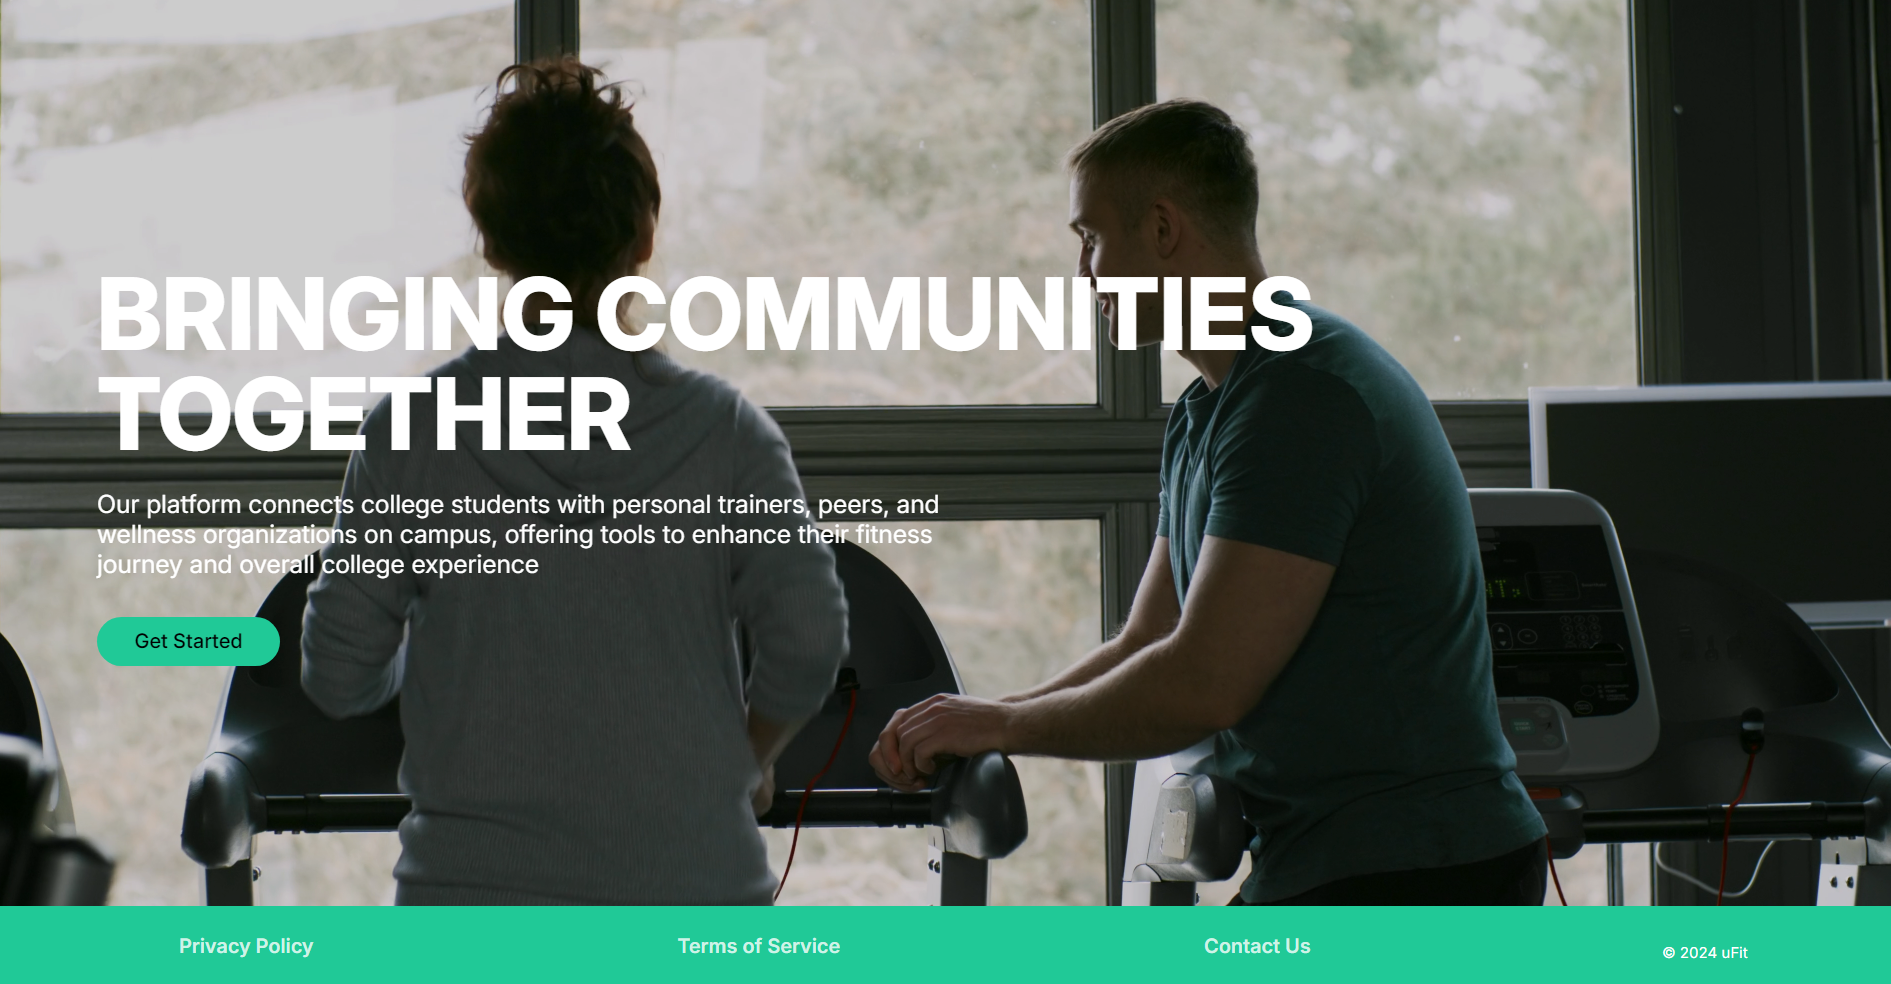 BRINGING COMMUNITIES
TOGETHER
Our platform connects college students with personal trainers, peers, and
wellness organizations on campus, offering tools to enhance their fitness
journey and overall college experience
Get Started
Privacy Policy
Terms of Service
Contact Us
© 2024 uFit